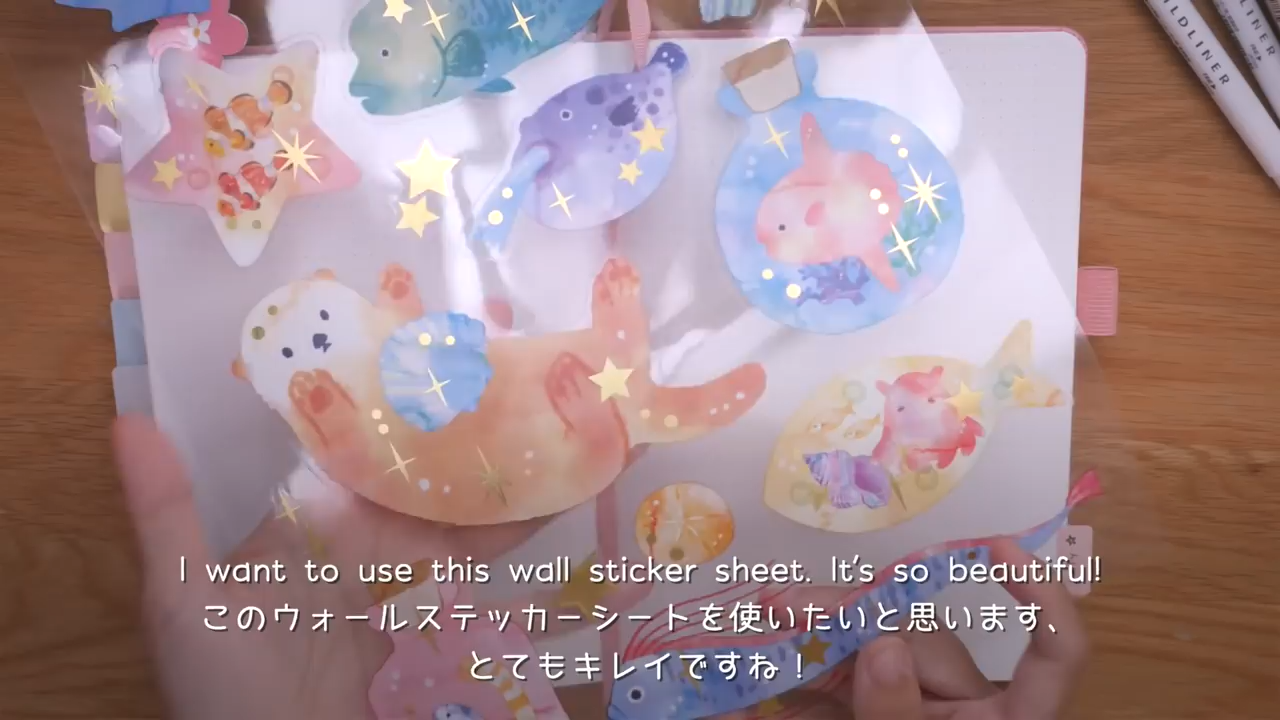 ILDLINER
LINER
I want to use this wall sticker sheet. It's so beautiful!
このウォールステッカーシートを使いたいと思います、
とてもキレイですね！